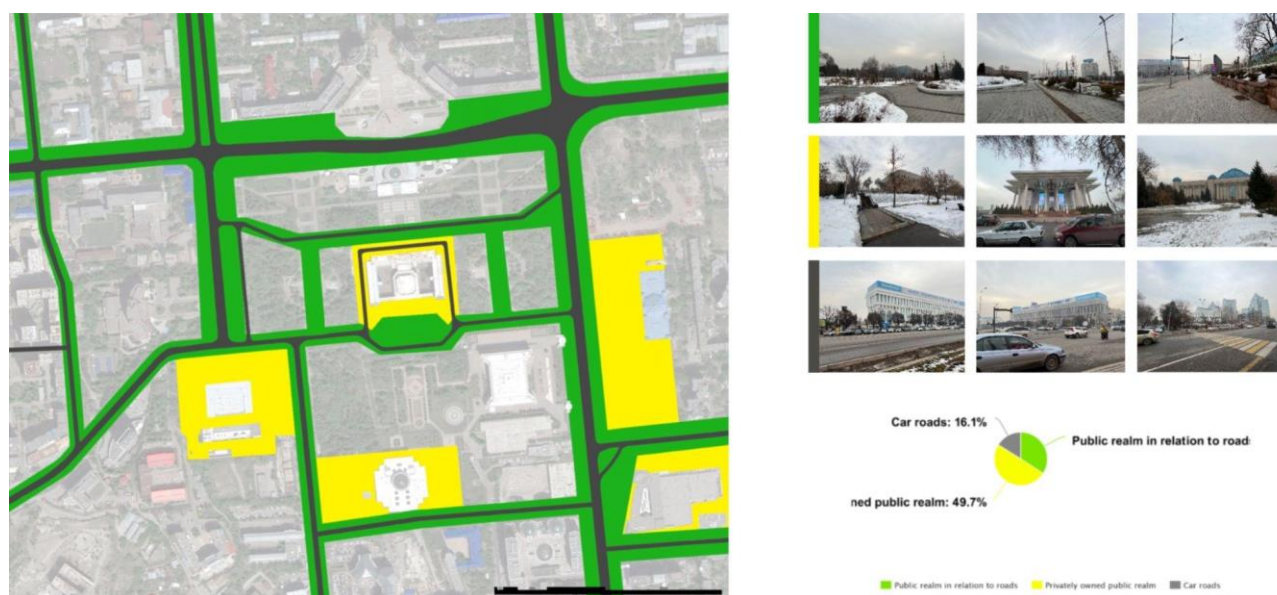 Car roads: 16.1%
Public realm in relation to road
ned public realm: 49.7%
Public realm in relation to roads Privately owned public realm Car roads